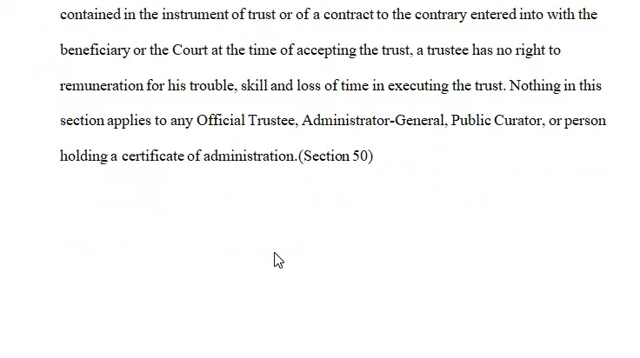 contained in the instrument of trust or of a contract to the contrary entered into with the
beneficiary or the Court at the time of accepting the trust, a trustee has no right to
remuneration for his trouble, skill and loss of time in executing the trust. Nothing in this
section applies to any Official Trustee, Administrator-General, Public Curator, or person
holding a certificate of administration.(Section 50)